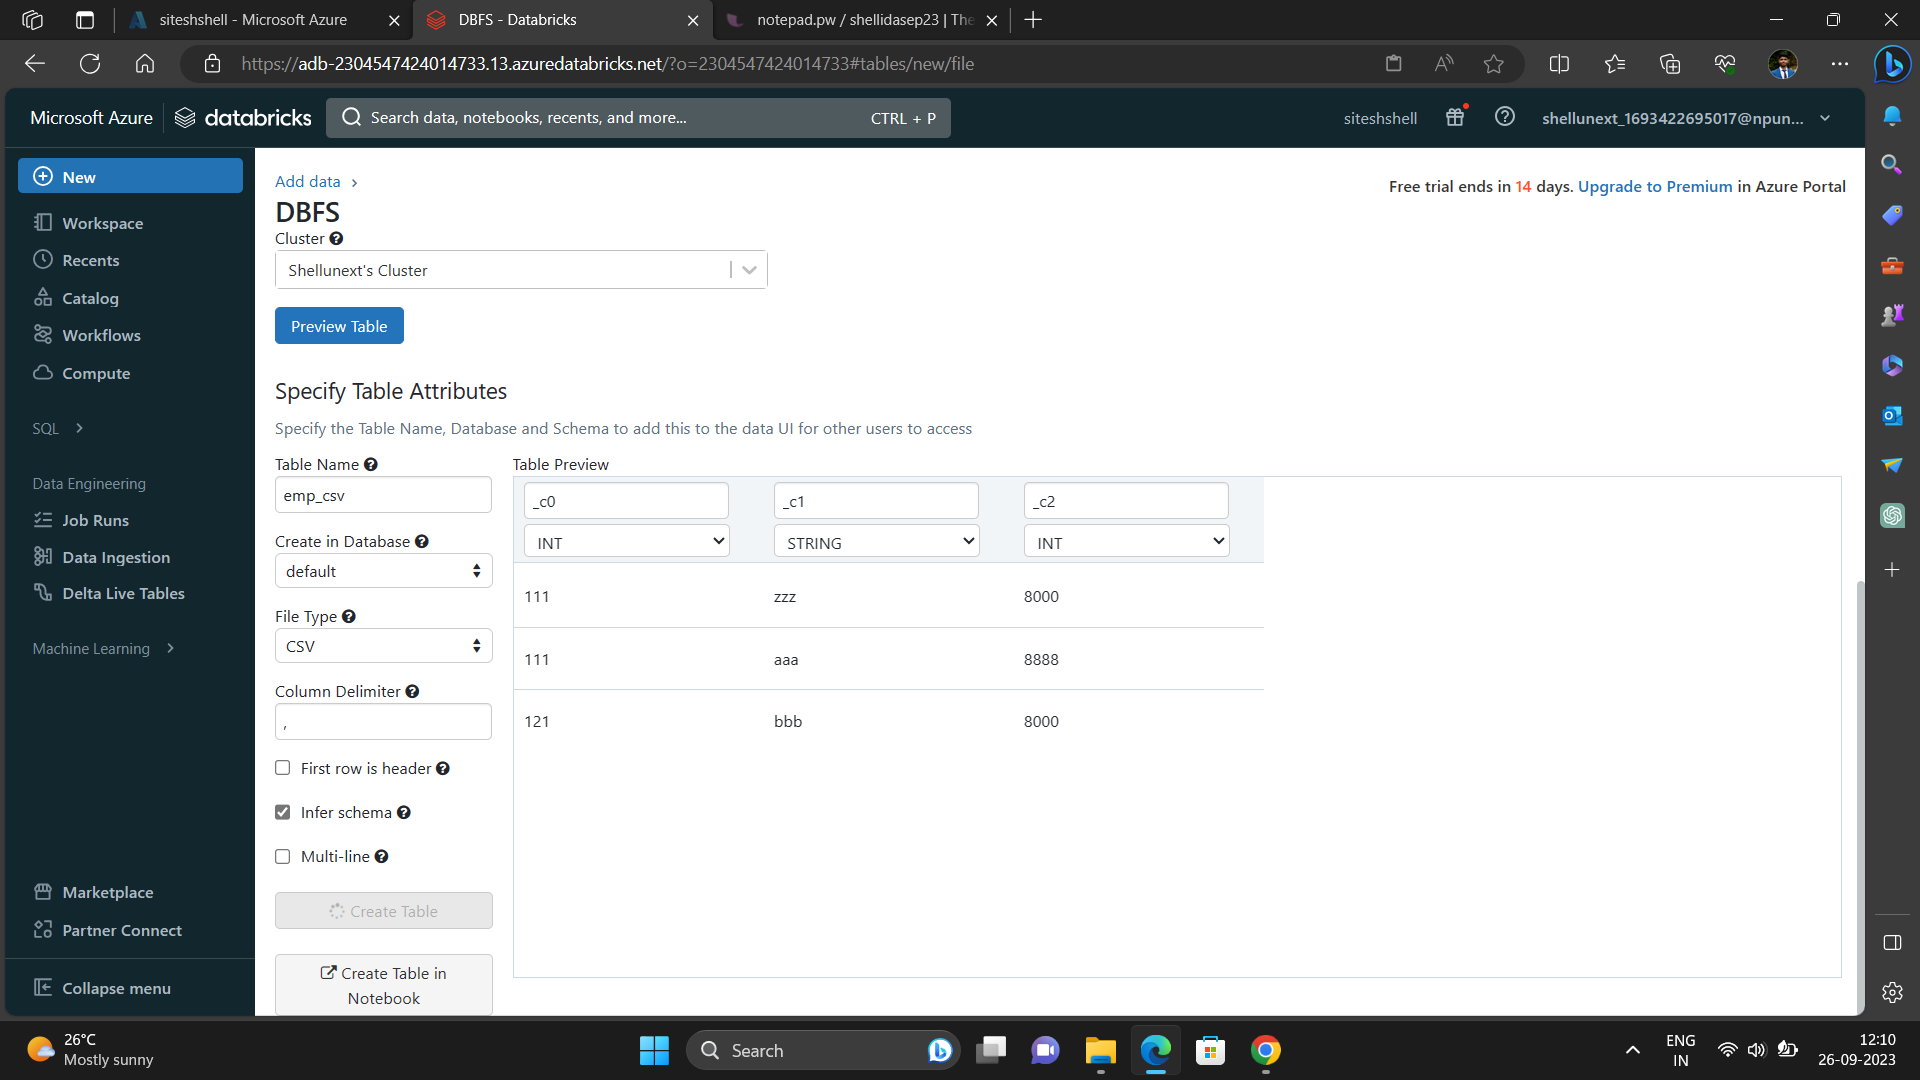 siteshshell - Microsoft Azure
DBFS - Databricks
notepad.pw / shellidasep23 | The
https://adb-2304547424014733.13.azuredatabricks.net/?o=2304547424014733#tables/new/file
Microsoft Azure
databricks
Search data, notebooks, recents, and more...
CTRL + P
siteshshell
shellunext_1693422695017@npun...
New
Workspace
Recents
Catalog
Workflows
Compute
SQL
Data Engineering
Job Runs
Data Ingestion
Delta Live Tables
Machine Learning
Marketplace
Partner Connect
Collapse menu
Add data
Free trial ends in 14 days. Upgrade to Premium in Azure Portal
DBFS
Cluster
Shellunext's Cluster
Preview Table
Specify Table Attributes
Specify the Table Name, Database and Schema to add this to the data UI for other users to access
Table Name
emp_csv
Create in Database
default
File Type
CSV
Column Delimiter
,
First row is header
Infer schema
Multi-line
Create Table
Create Table in
Notebook
Table Preview
_c0 _c1 _c2
INT STRING INT
111 zzz 8000
111 aaa 8888
121 bbb 8000
26°C
Mostly sunny
Search
ENG
IN
12:10
26-09-2023